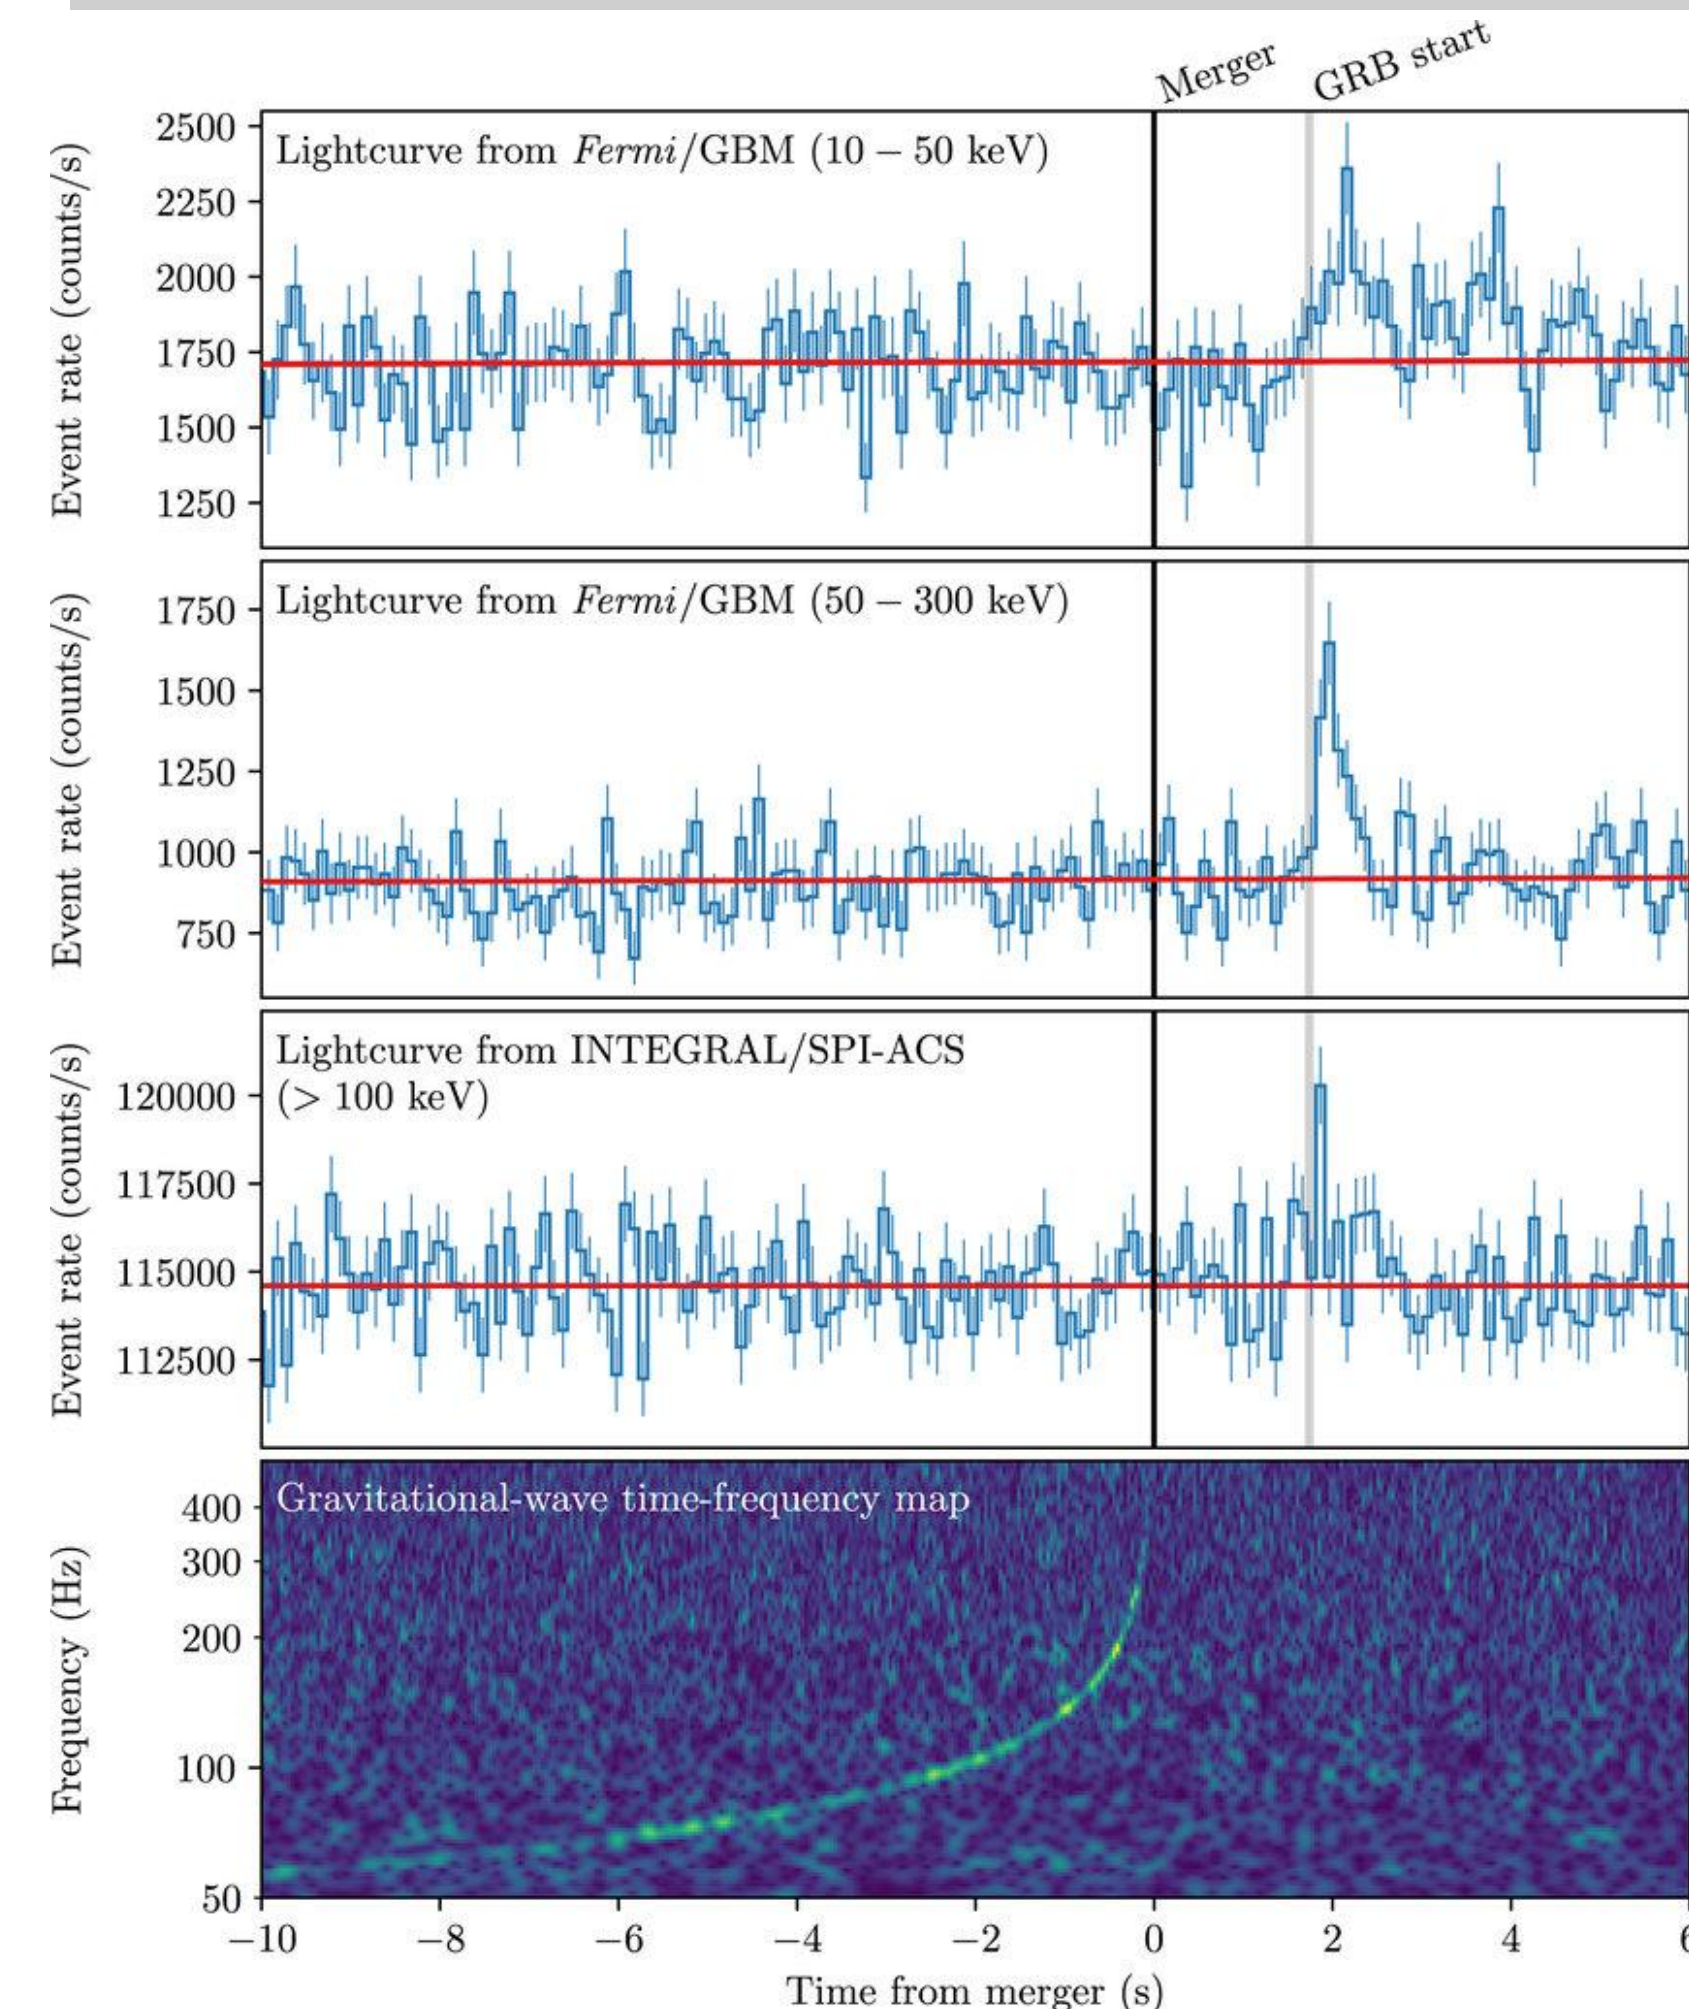 Merger
GRB start
Lightcurve from Fermi/GBM (10 – 50 keV)
Event rate (counts/s)
2500
2250
2000
1750
1500
1250
Lightcurve from Fermi/GBM (50 – 300 keV)
Event rate (counts/s)
1750
1500
1250
1000
750
Lightcurve from INTEGRAL/SPI-ACS
(> 100 keV)
Event rate (counts/s)
120000
117500
115000
112500
Gravitational-wave time-frequency map
Frequency (Hz)
400
300
200
100
50
−10 −8 −6 −4 −2 0 2 4 6
Time from merger (s)